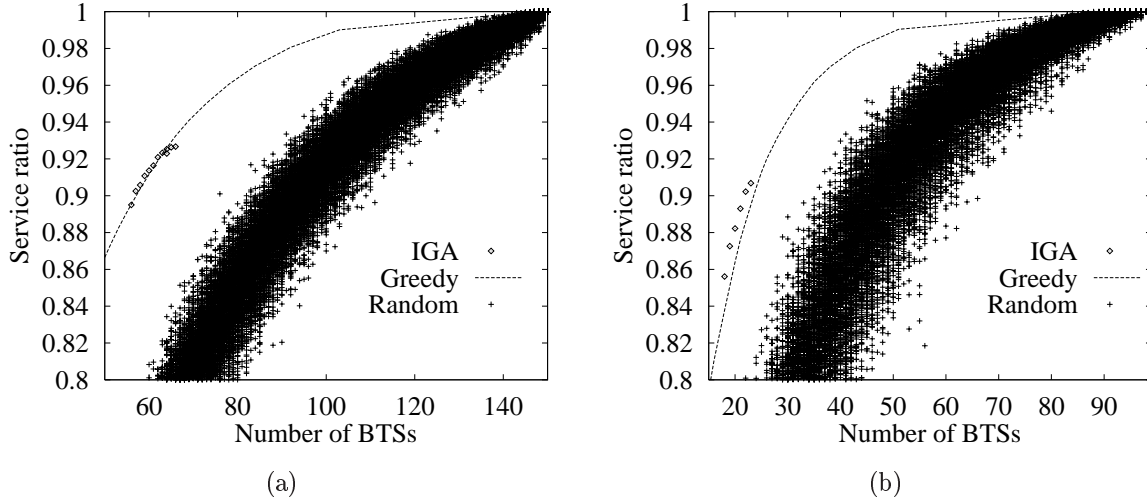 1
0.98
0.96
0.94
0.92
0.9
0.88
0.86
0.84
0.82
0.8
Service ratio
60 80 100 120 140
Number of BTSs
IGA
Greedy
Random
(a)
1
0.98
0.96
0.94
0.92
0.9
0.88
0.86
0.84
0.82
0.8
Service ratio
20 30 40 50 60 70 80 90
Number of BTSs
IGA
Greedy
Random
(b)